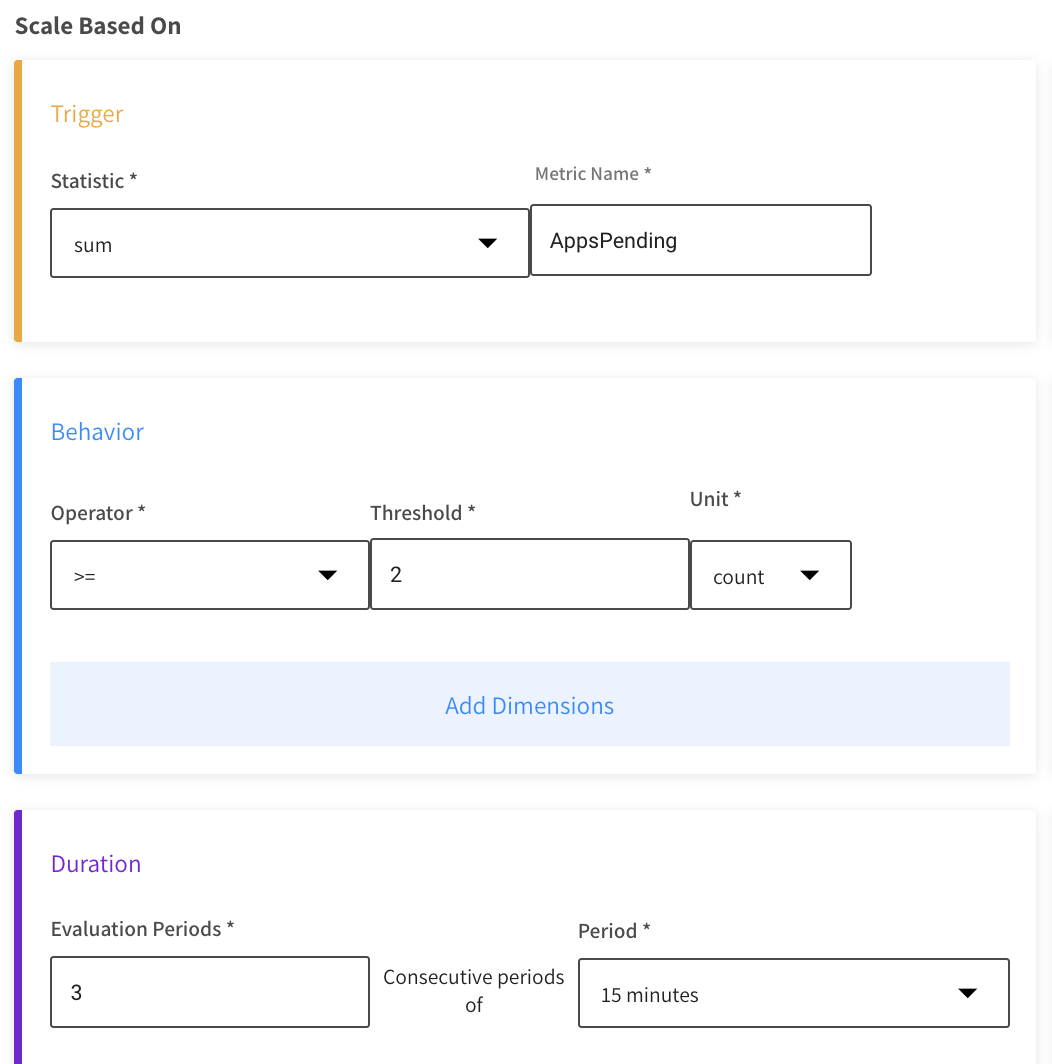 Scale Based On
Trigger
Statistic *
Metric Name *
sum
AppsPending
Behavior
Operator *
Threshold *
Unit *
>=
2
count
Add Dimensions
Duration
Evaluation Periods *
Period *
3
Consecutive periods
of
15 minutes